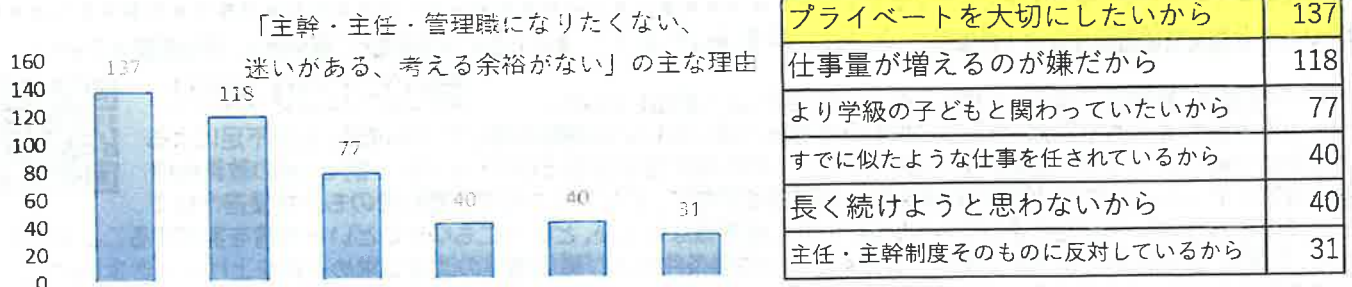 「主幹・主任・管理職になりたくない、
迷いがある、考える余裕がない」の主な理由
160
140
120
100
80
60
40
20
0
137
118
77
40
40
31
プライベートを大切にしたいから 137
仕事量が増えるのが嫌だから 118
より学級の子どもと関わっていたいから 77
すでに似たような仕事を任されているから 40
長く続けようと思わないから 40
主任・主幹制度そのものに反対しているから 31